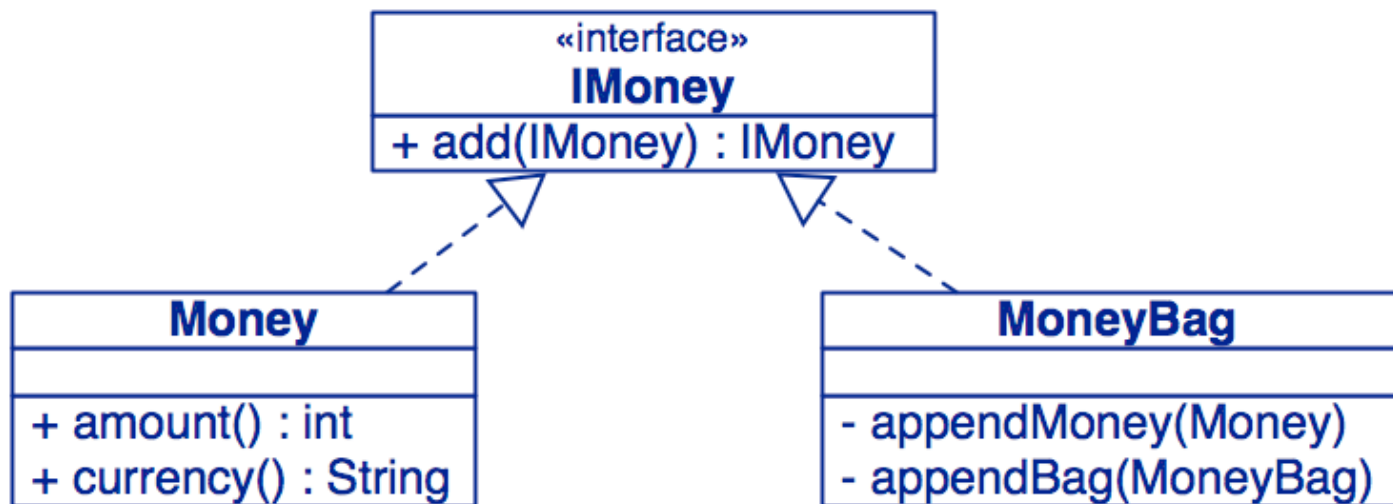 «interface»
IMoney
+ add(IMoney) : IMoney
Money
+ amount() : int
+ currency() : String
MoneyBag
- appendMoney(Money)
- appendBag(MoneyBag)